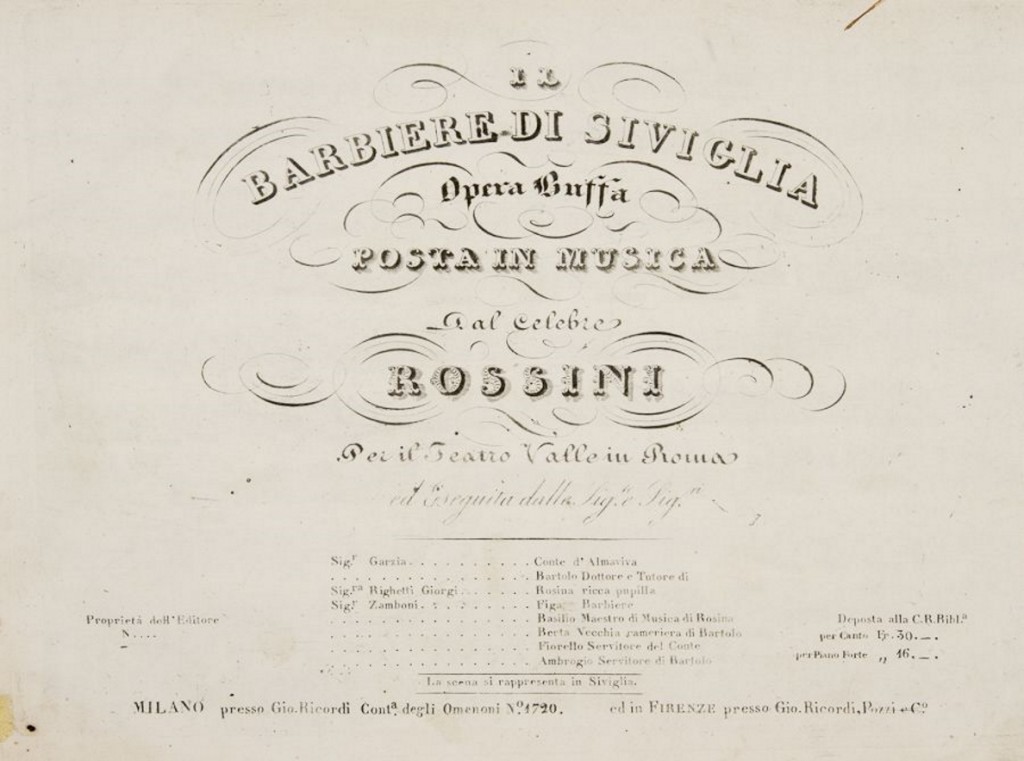 IL
BARBIERE DI SIVIGLIA
Opera Buffa
POSTA IN MUSICA
Dal celebre
ROSSINI
Per il Teatro Valle in Roma
ed Eseguita dalle Sig.e e Sig.ri
Sig.r Garzia . . . . . . . . . . Conte d'Almaviva
. . . . . . . . . . . . . . Bartolo Dottore e Tutore di
Sig.ra Righetti Giorgi . . . . . . Rosina ricca pupilla
Sig.r Zamboni . . . . . . . . . Figa Barbiere
. . . . . . . . . . . . . . Basilio Maestro di Musica di Rosina
. . . . . . . . . . . . . . Berta Vecchia cameriera di Bartolo
. . . . . . . . . . . . . . Fiorello Servitore del Conte
. . . . . . . . . . . . . . Ambrogio Servitore di Bartolo
La scena si rappresenta in Siviglia.
Proprietà dell'Editore
N....
Deposta alla C.R.Bibl.a
per Canto Fr. 30._.
per Piano Forte „ 16._.
MILANO presso Gio. Ricordi Cont.a degli Omenoni N.o 1720. ed in FIRENZE presso Gio. Ricordi, Pozzi e C.o